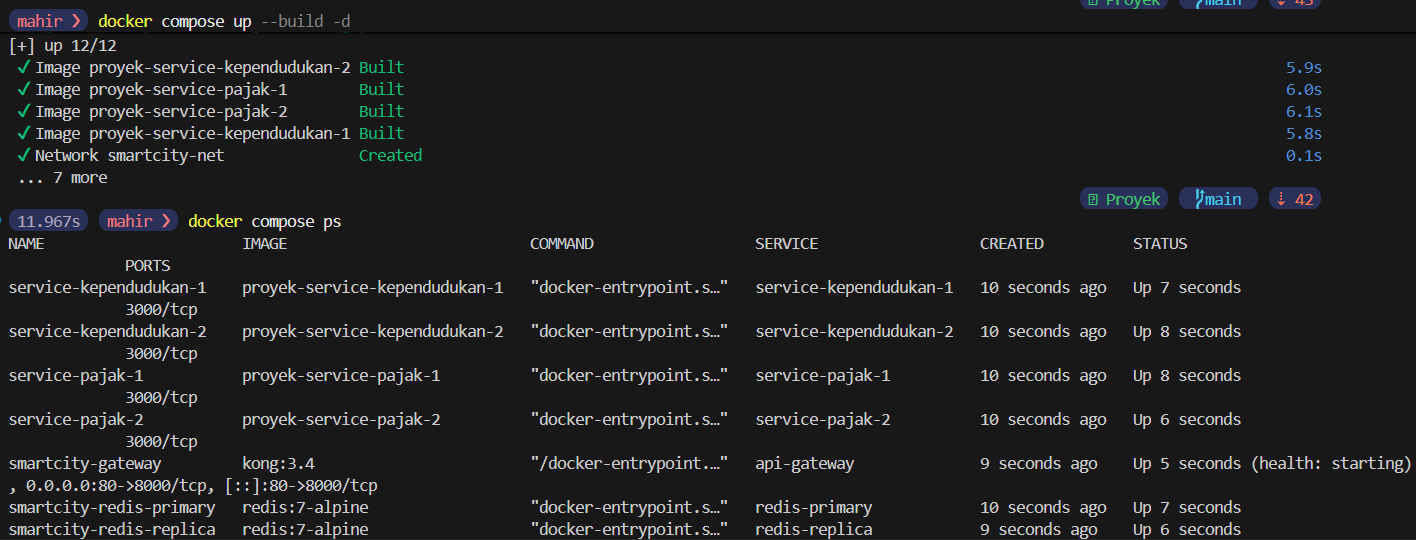 Proyek main ⇣ 43
mahir ❯ docker compose up --build -d
[+] up 12/12
✓ Image proyek-service-kependudukan-2 Built 5.9s
✓ Image proyek-service-pajak-1 Built 6.0s
✓ Image proyek-service-pajak-2 Built 6.1s
✓ Image proyek-service-kependudukan-1 Built 5.8s
✓ Network smartcity-net Created 0.1s
... 7 more
Proyek main ⇣ 42
11.967s mahir ❯ docker compose ps
NAME IMAGE COMMAND SERVICE CREATED STATUS
PORTS
service-kependudukan-1 proyek-service-kependudukan-1 "docker-entrypoint.s…" service-kependudukan-1 10 seconds ago Up 7 seconds
3000/tcp
service-kependudukan-2 proyek-service-kependudukan-2 "docker-entrypoint.s…" service-kependudukan-2 10 seconds ago Up 8 seconds
3000/tcp
service-pajak-1 proyek-service-pajak-1 "docker-entrypoint.s…" service-pajak-1 10 seconds ago Up 8 seconds
3000/tcp
service-pajak-2 proyek-service-pajak-2 "docker-entrypoint.s…" service-pajak-2 10 seconds ago Up 6 seconds
3000/tcp
smartcity-gateway kong:3.4 "/docker-entrypoint.…" api-gateway 9 seconds ago Up 5 seconds (health: starting)
, 0.0.0.0:80->8000/tcp, [::]:80->8000/tcp
smartcity-redis-primary redis:7-alpine "docker-entrypoint.s…" redis-primary 10 seconds ago Up 7 seconds
smartcity-redis-replica redis:7-alpine "docker-entrypoint.s…" redis-replica 9 seconds ago Up 6 seconds